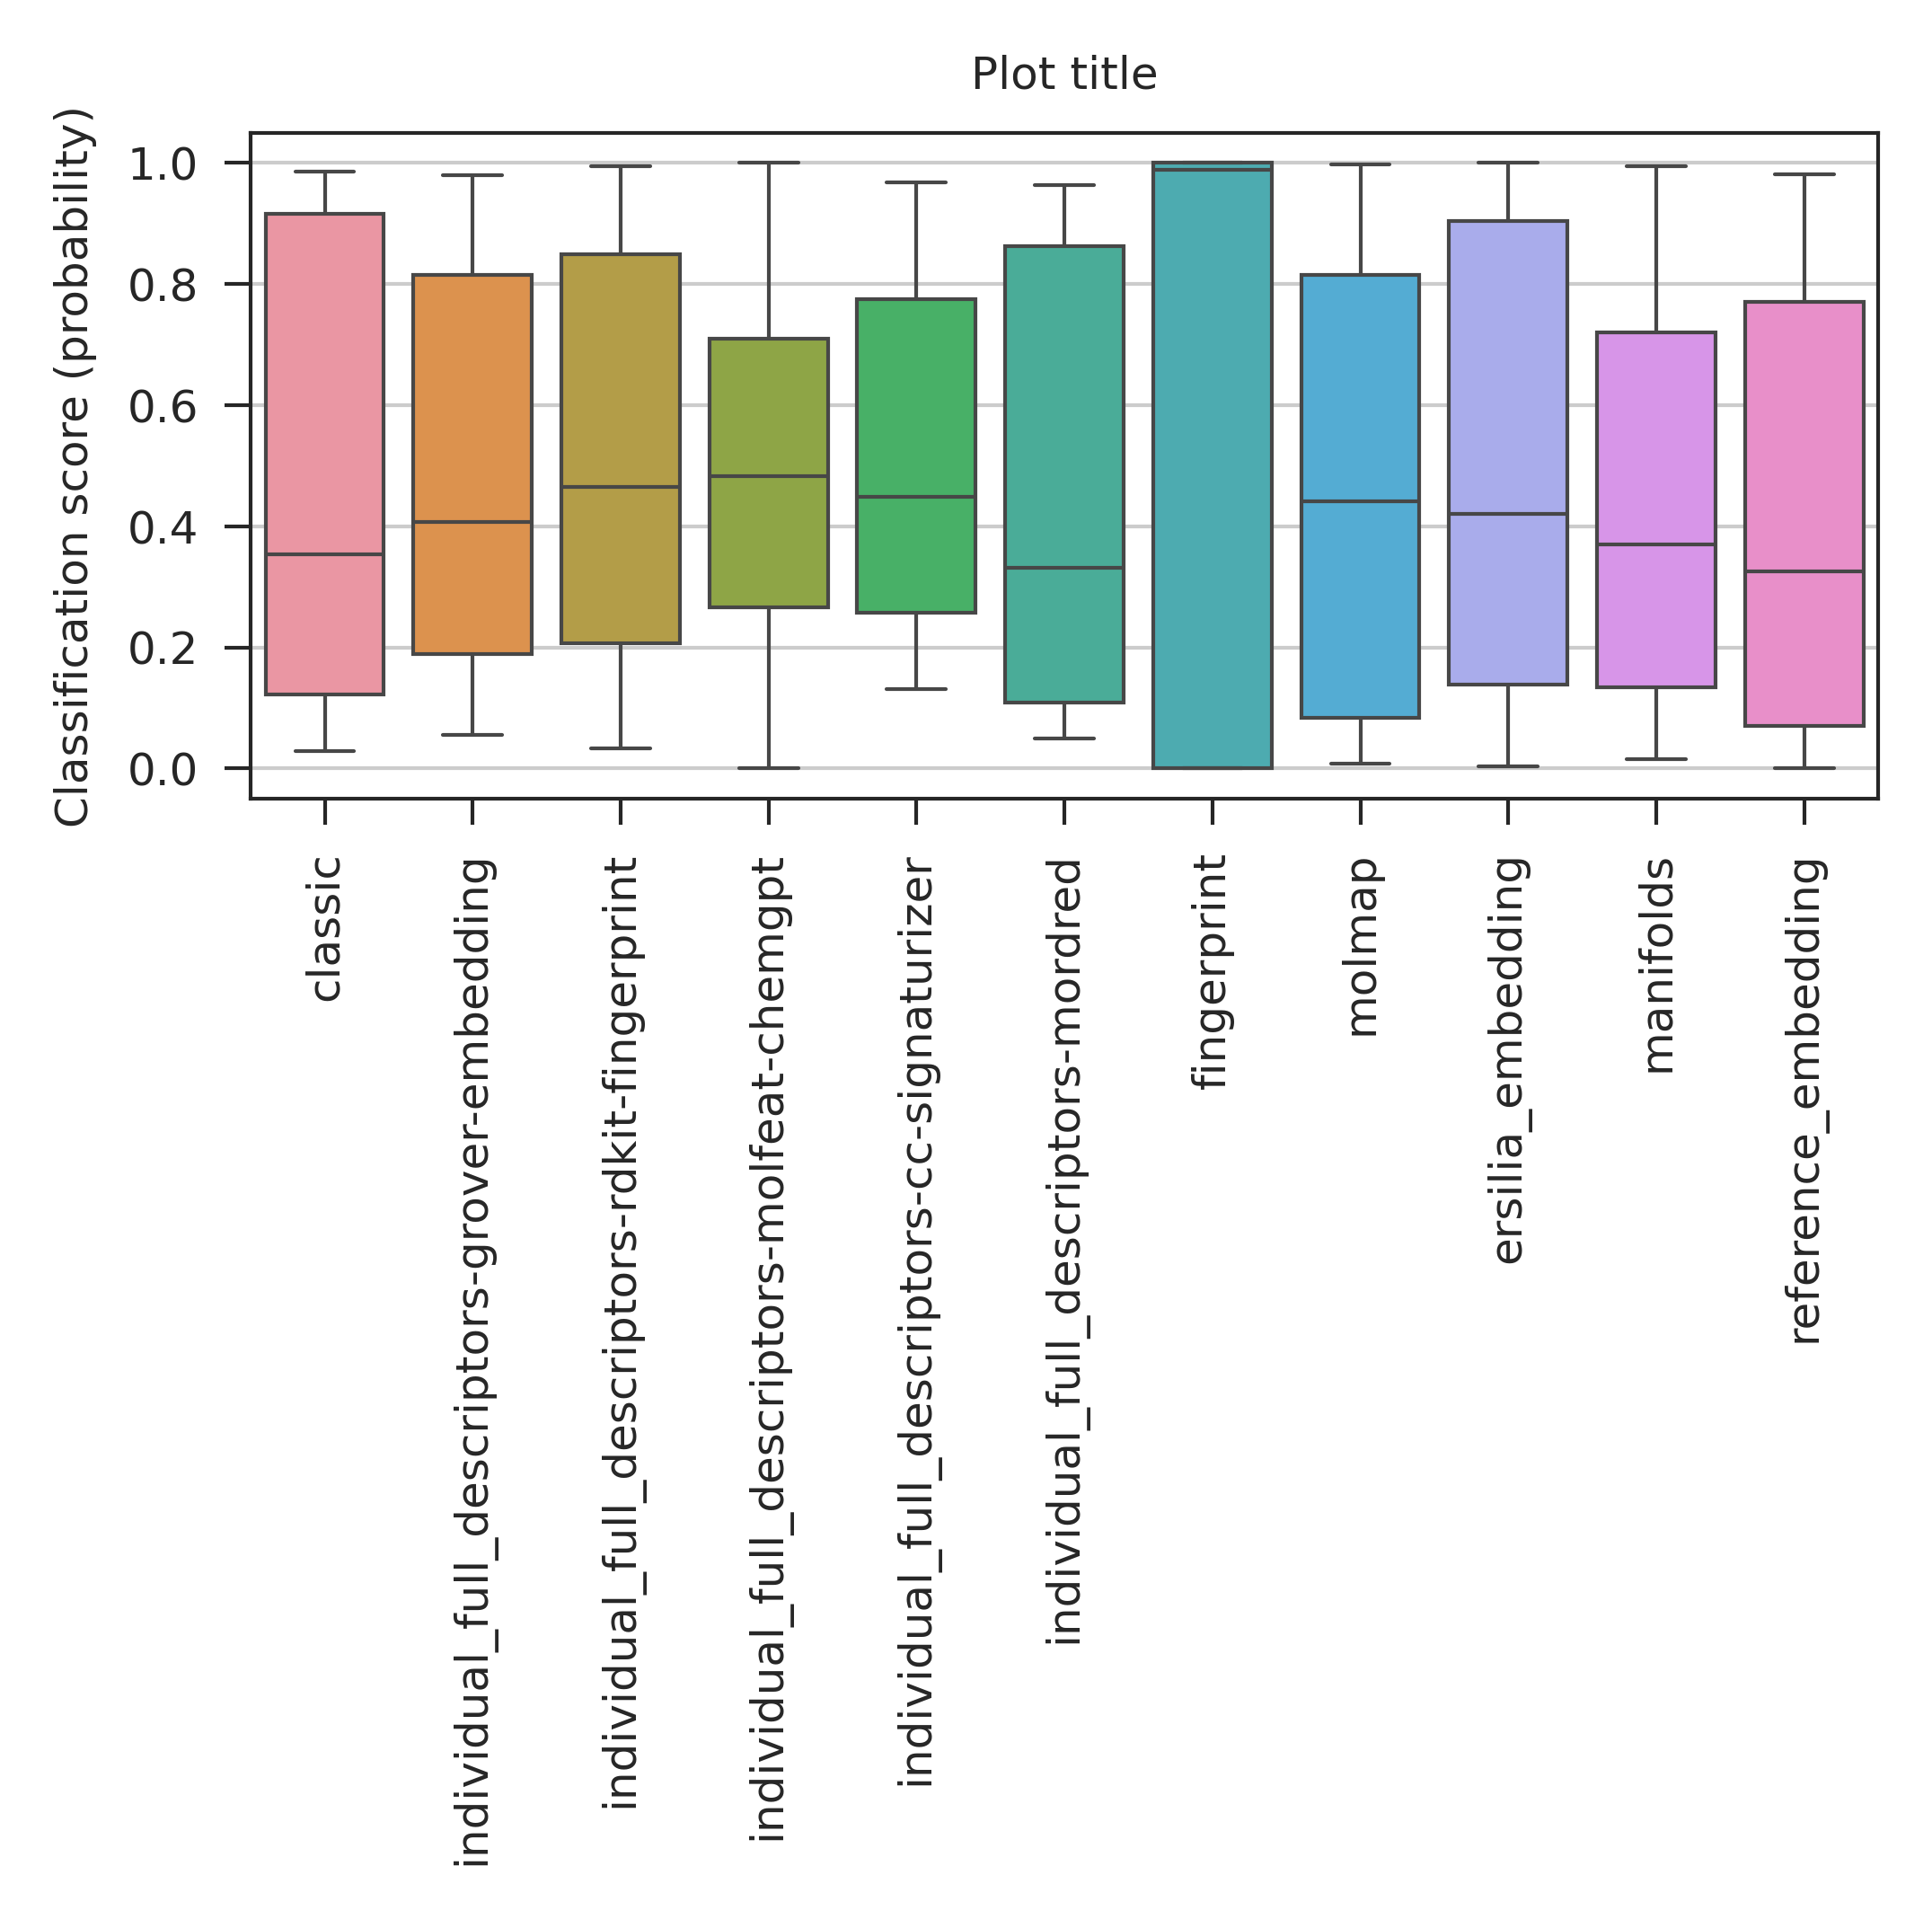 Plot title
Classification score (probability)
1.0
0.8
0.6
0.4
0.2
0.0
classic
individual_full_descriptors-grover-embedding
individual_full_descriptors-rdkit-fingerprint
individual_full_descriptors-molfeat-chemgpt
individual_full_descriptors-cc-signaturizer
individual_full_descriptors-mordred
fingerprint
molmap
ersilia_embedding
manifolds
reference_embedding